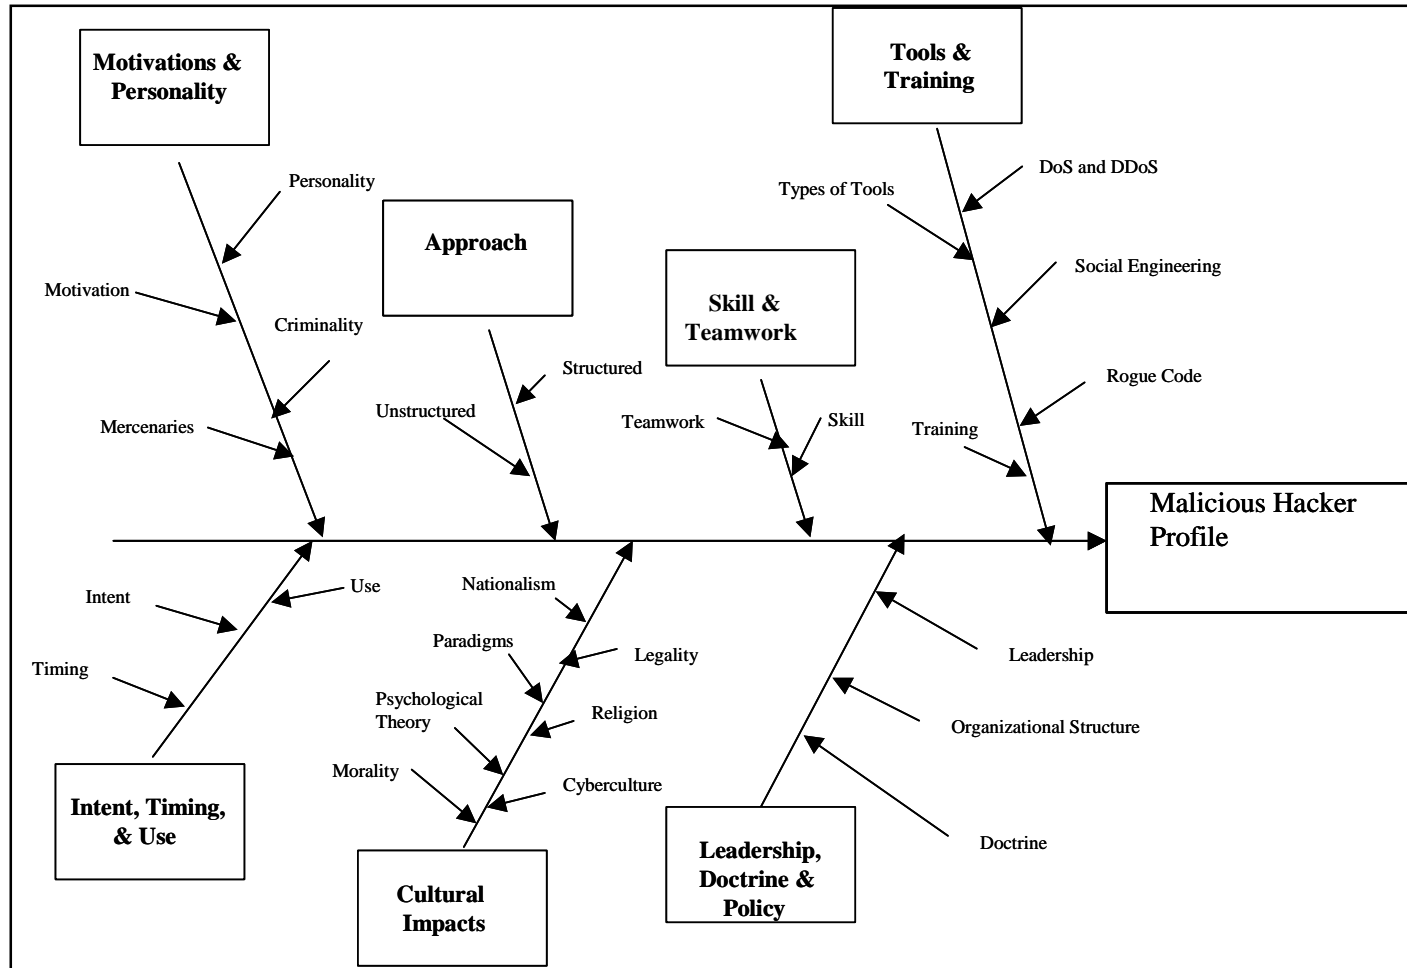 Motivations &
Personality
Personality
Motivation
Criminality
Mercenaries
Approach
Structured
Unstructured
Skill &
Teamwork
Teamwork
Skill
Tools &
Training
DoS and DDoS
Types of Tools
Social Engineering
Rogue Code
Training
Malicious Hacker
Profile
Use
Intent
Timing
Intent, Timing,
& Use
Nationalism
Paradigms
Legality
Psychological
Theory
Religion
Morality
Cyberculture
Cultural
Impacts
Leadership
Organizational Structure
Doctrine
Leadership,
Doctrine &
Policy